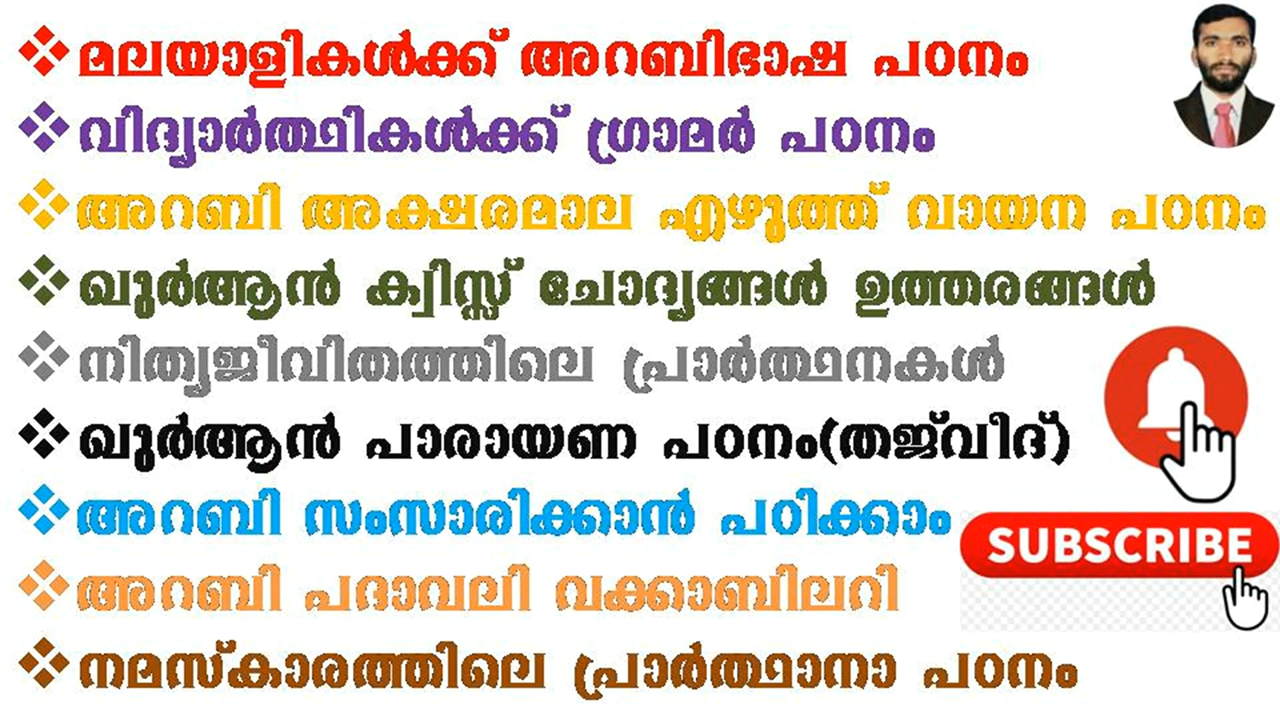 ❖മലയാളികൾക്ക് അറബിഭാഷ പഠനം
❖വിദ്യാർത്ഥികൾക്ക് ഗ്രാമർ പഠനം
❖അറബി അക്ഷരമാല എഴുത്ത് വായന പഠനം
❖ഖുർആൻ ക്വിസ്സ് ചോദ്യങ്ങൾ ഉത്തരങ്ങൾ
❖നിത്യജീവിതത്തിലെ പ്രാർത്ഥനകൾ
❖ഖുർആൻ പാരായണ പഠനം(തജ്‌വീദ്)
❖അറബി സംസാരിക്കാൻ പഠിക്കാം
SUBSCRIBE
❖അറബി പദാവലി വക്കാബിലറി
❖നമസ്കാരത്തിലെ പ്രാർത്ഥാനാ പഠനം